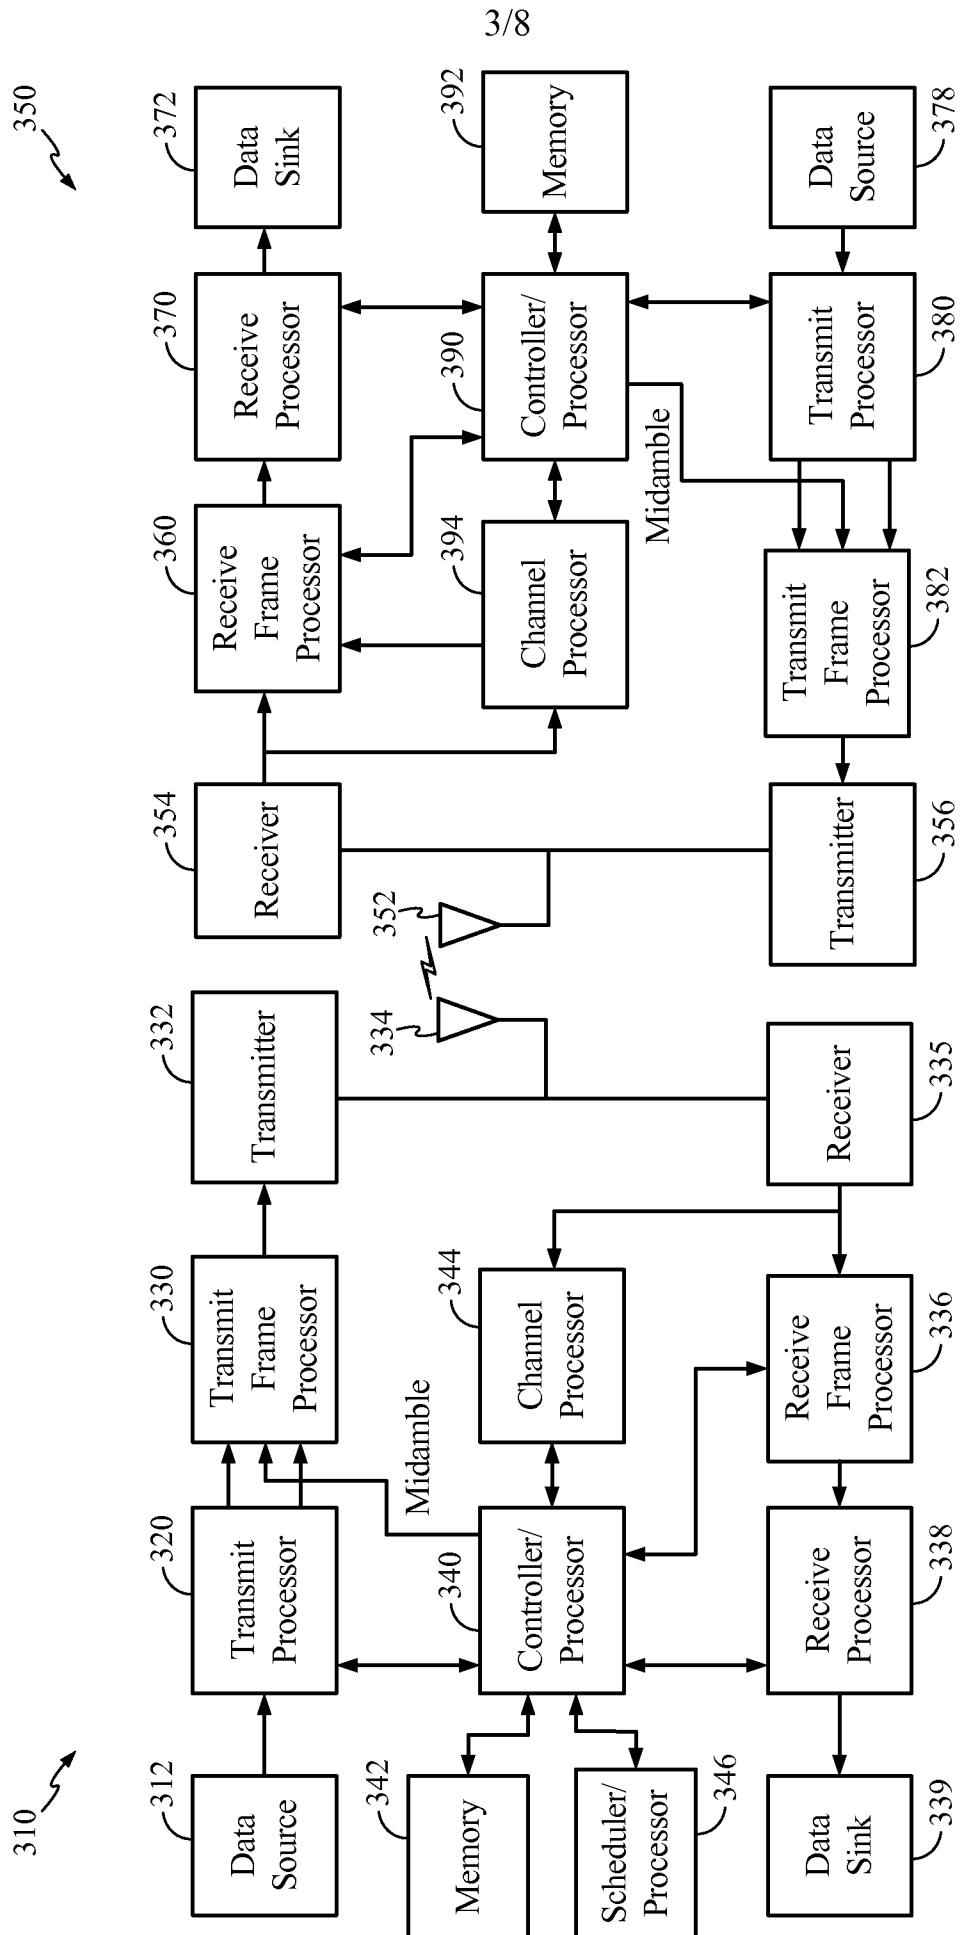 3/8
310
350
312
Data
Source
320
Transmit
Processor
330
Transmit
Frame
Processor
332
Transmitter
354
Receiver
360
Receive
Frame
Processor
370
Receive
Processor
372
Data
Sink
342
Memory
340
Controller/
Processor
Midamble
344
Channel
Processor
334
352
394
Channel
Processor
390
Controller/
Processor
392
Memory
346
Scheduler/
Processor
Midamble
339
Data
Sink
338
Receive
Processor
336
Receive
Frame
Processor
335
Receiver
356
Transmitter
382
Transmit
Frame
Processor
380
Transmit
Processor
378
Data
Source